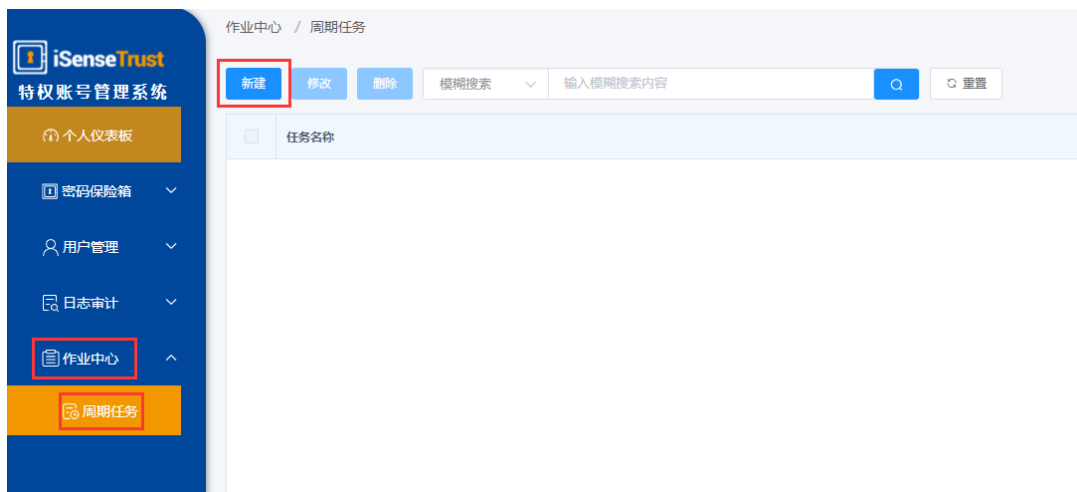 作业中心 / 周期任务
iSenseTrust
特权账号管理系统
新建 修改 删除 模糊搜索 输入模糊搜索内容 重置
个人仪表板
任务名称
密码保险箱
用户管理
日志审计
作业中心
周期任务